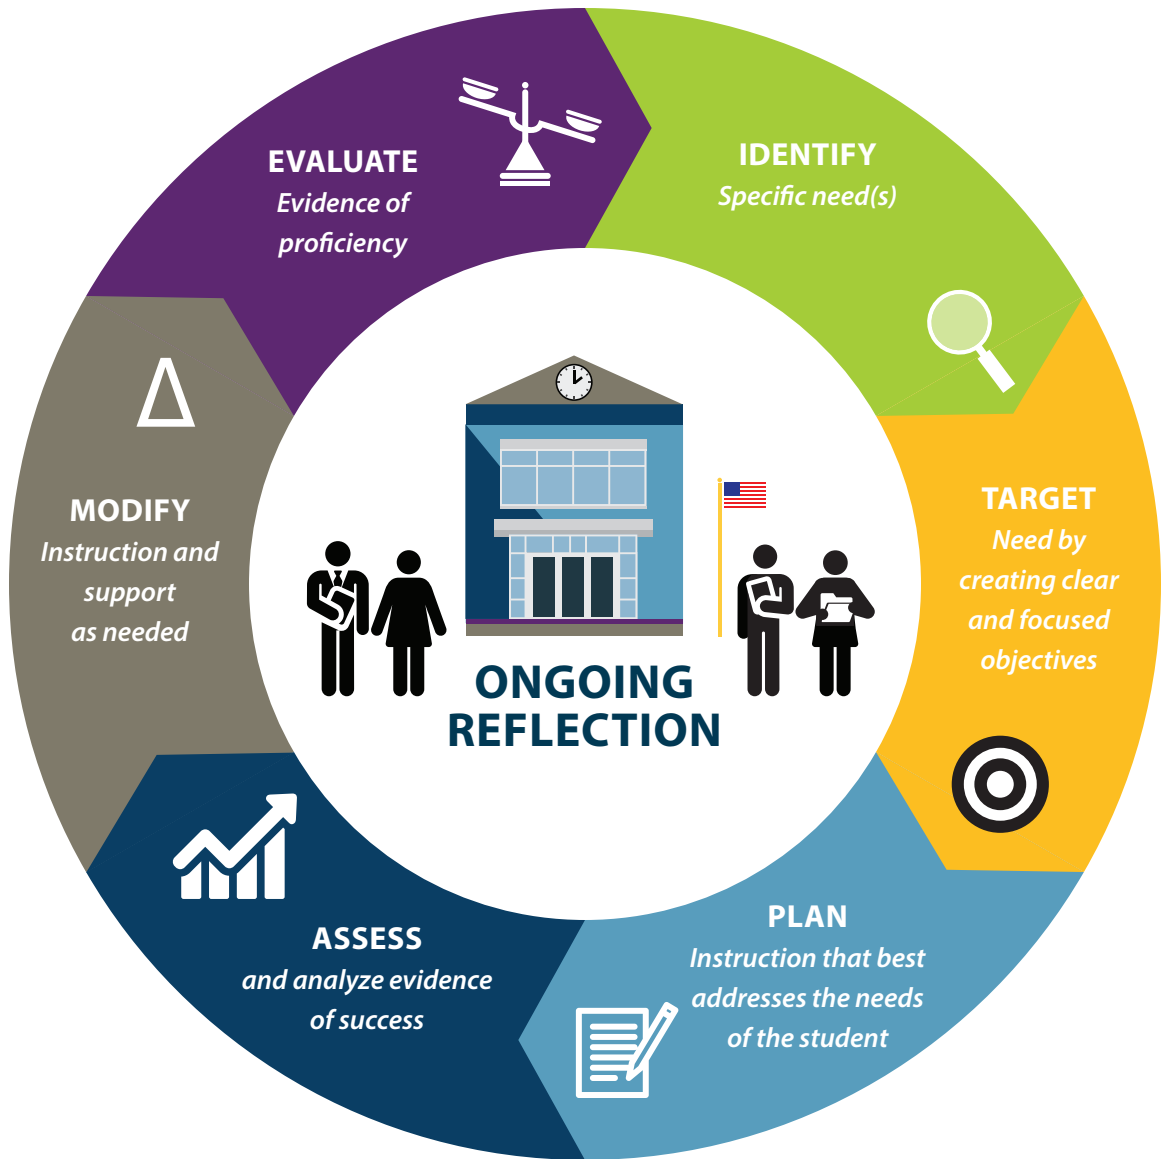 EVALUATE
Evidence of
proficiency
IDENTIFY
Specific need(s)
TARGET
Need by
creating clear
and focused
objectives
PLAN
Instruction that best
addresses the needs
of the student
ASSESS
and analyze evidence
of success
Δ
MODIFY
Instruction and
support
as needed
ONGOING
REFLECTION